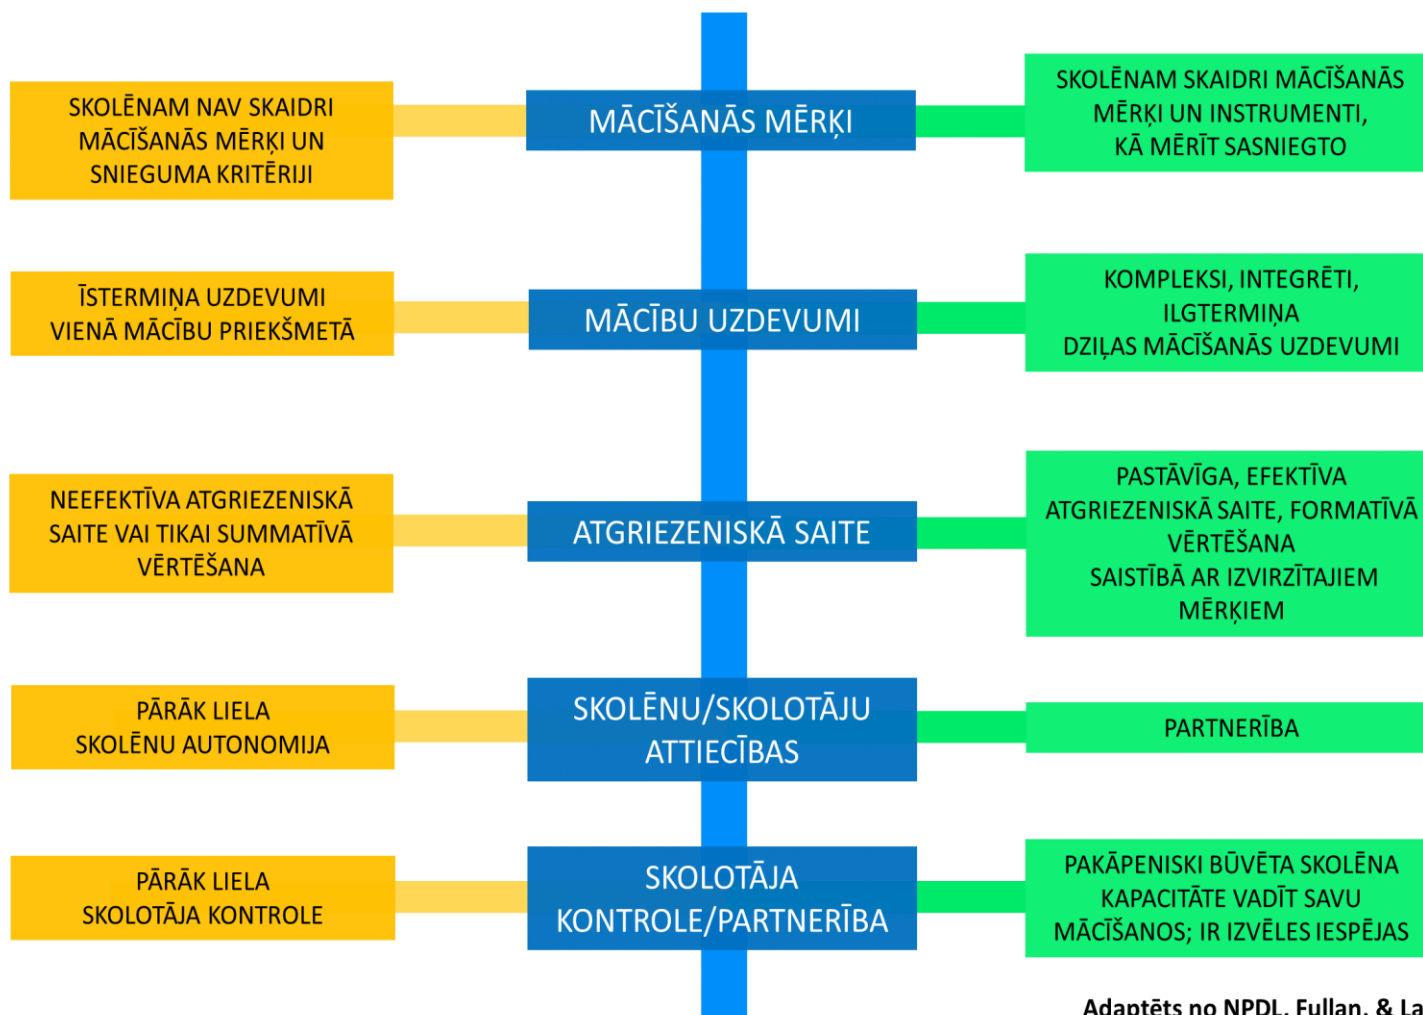 SKOLĒNAM NAV SKAIDRI
MĀCĪŠANĀS MĒRĶI UN
SNIEGUMA KRITĒRIJI
MĀCĪŠANĀS MĒRĶI
SKOLĒNAM SKAIDRI MĀCĪŠANĀS
MĒRĶI UN INSTRUMENTI,
KĀ MĒRĪT SASNIEGTO
ĪSTERMIŅA UZDEVUMI
VIENĀ MĀCĪBU PRIEKŠMETĀ
MĀCĪBU UZDEVUMI
KOMPLEKSI, INTEGRĒTI,
ILGTERMIŅA
DZIĻAS MĀCĪŠANĀS UZDEVUMI
NEEFEKTĪVA ATGRIEZENISKĀ
SAITE VAI TIKAI SUMMATĪVĀ
VĒRTĒŠANA
ATGRIEZENISKĀ SAITE
PASTĀVĪGA, EFEKTĪVA
ATGRIEZENISKĀ SAITE, FORMATĪVĀ
VĒRTĒŠANA
SAISTĪBĀ AR IZVIRZĪTAJIEM
MĒRĶIEM
PĀRĀK LIELA
SKOLĒNU AUTONOMIJA
SKOLĒNU/SKOLOTĀJU
ATTIECĪBAS
PARTNERĪBA
PĀRĀK LIELA
SKOLOTĀJA KONTROLE
SKOLOTĀJA
KONTROLE/PARTNERĪBA
PAKĀPENISKI BŪVĒTA SKOLĒNA
KAPACITĀTE VADĪT SAVU
MĀCĪŠANOS; IR IZVĒLES IESPĒJAS
Adaptēts no NPDL, Fullan, & La